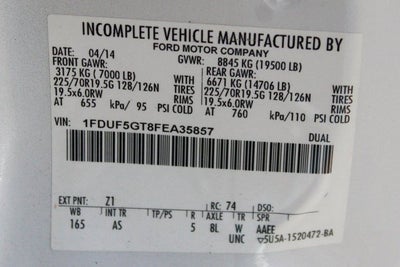 INCOMPLETE VEHICLE MANUFACTURED BY
FORD MOTOR COMPANY
DATE: 04/14 GVWR: 8845 KG (19500 LB)
FRONT GAWR: REAR GAWR:
3175 KG ( 7000 LB) 6671 KG (14706 LB)
225/70R19.5G 128/126N TIRES 225/70R19.5G 128/126N TIRES
19.5x6.0RW RIMS 19.5x6.0RW RIMS
AT 655 kPa/ 95 PSI COLD AT 760 kPa/ 110 PSI COLD
VIN: 1FDUF5GT8FEA35857 DUAL
EXT PNT: Z1 RC: 74 DSO:
WB INT TR TP/PS R AXLE TR SPR
165 AS 5 BL W AAEE
UNC 5U5A-1520472-BA